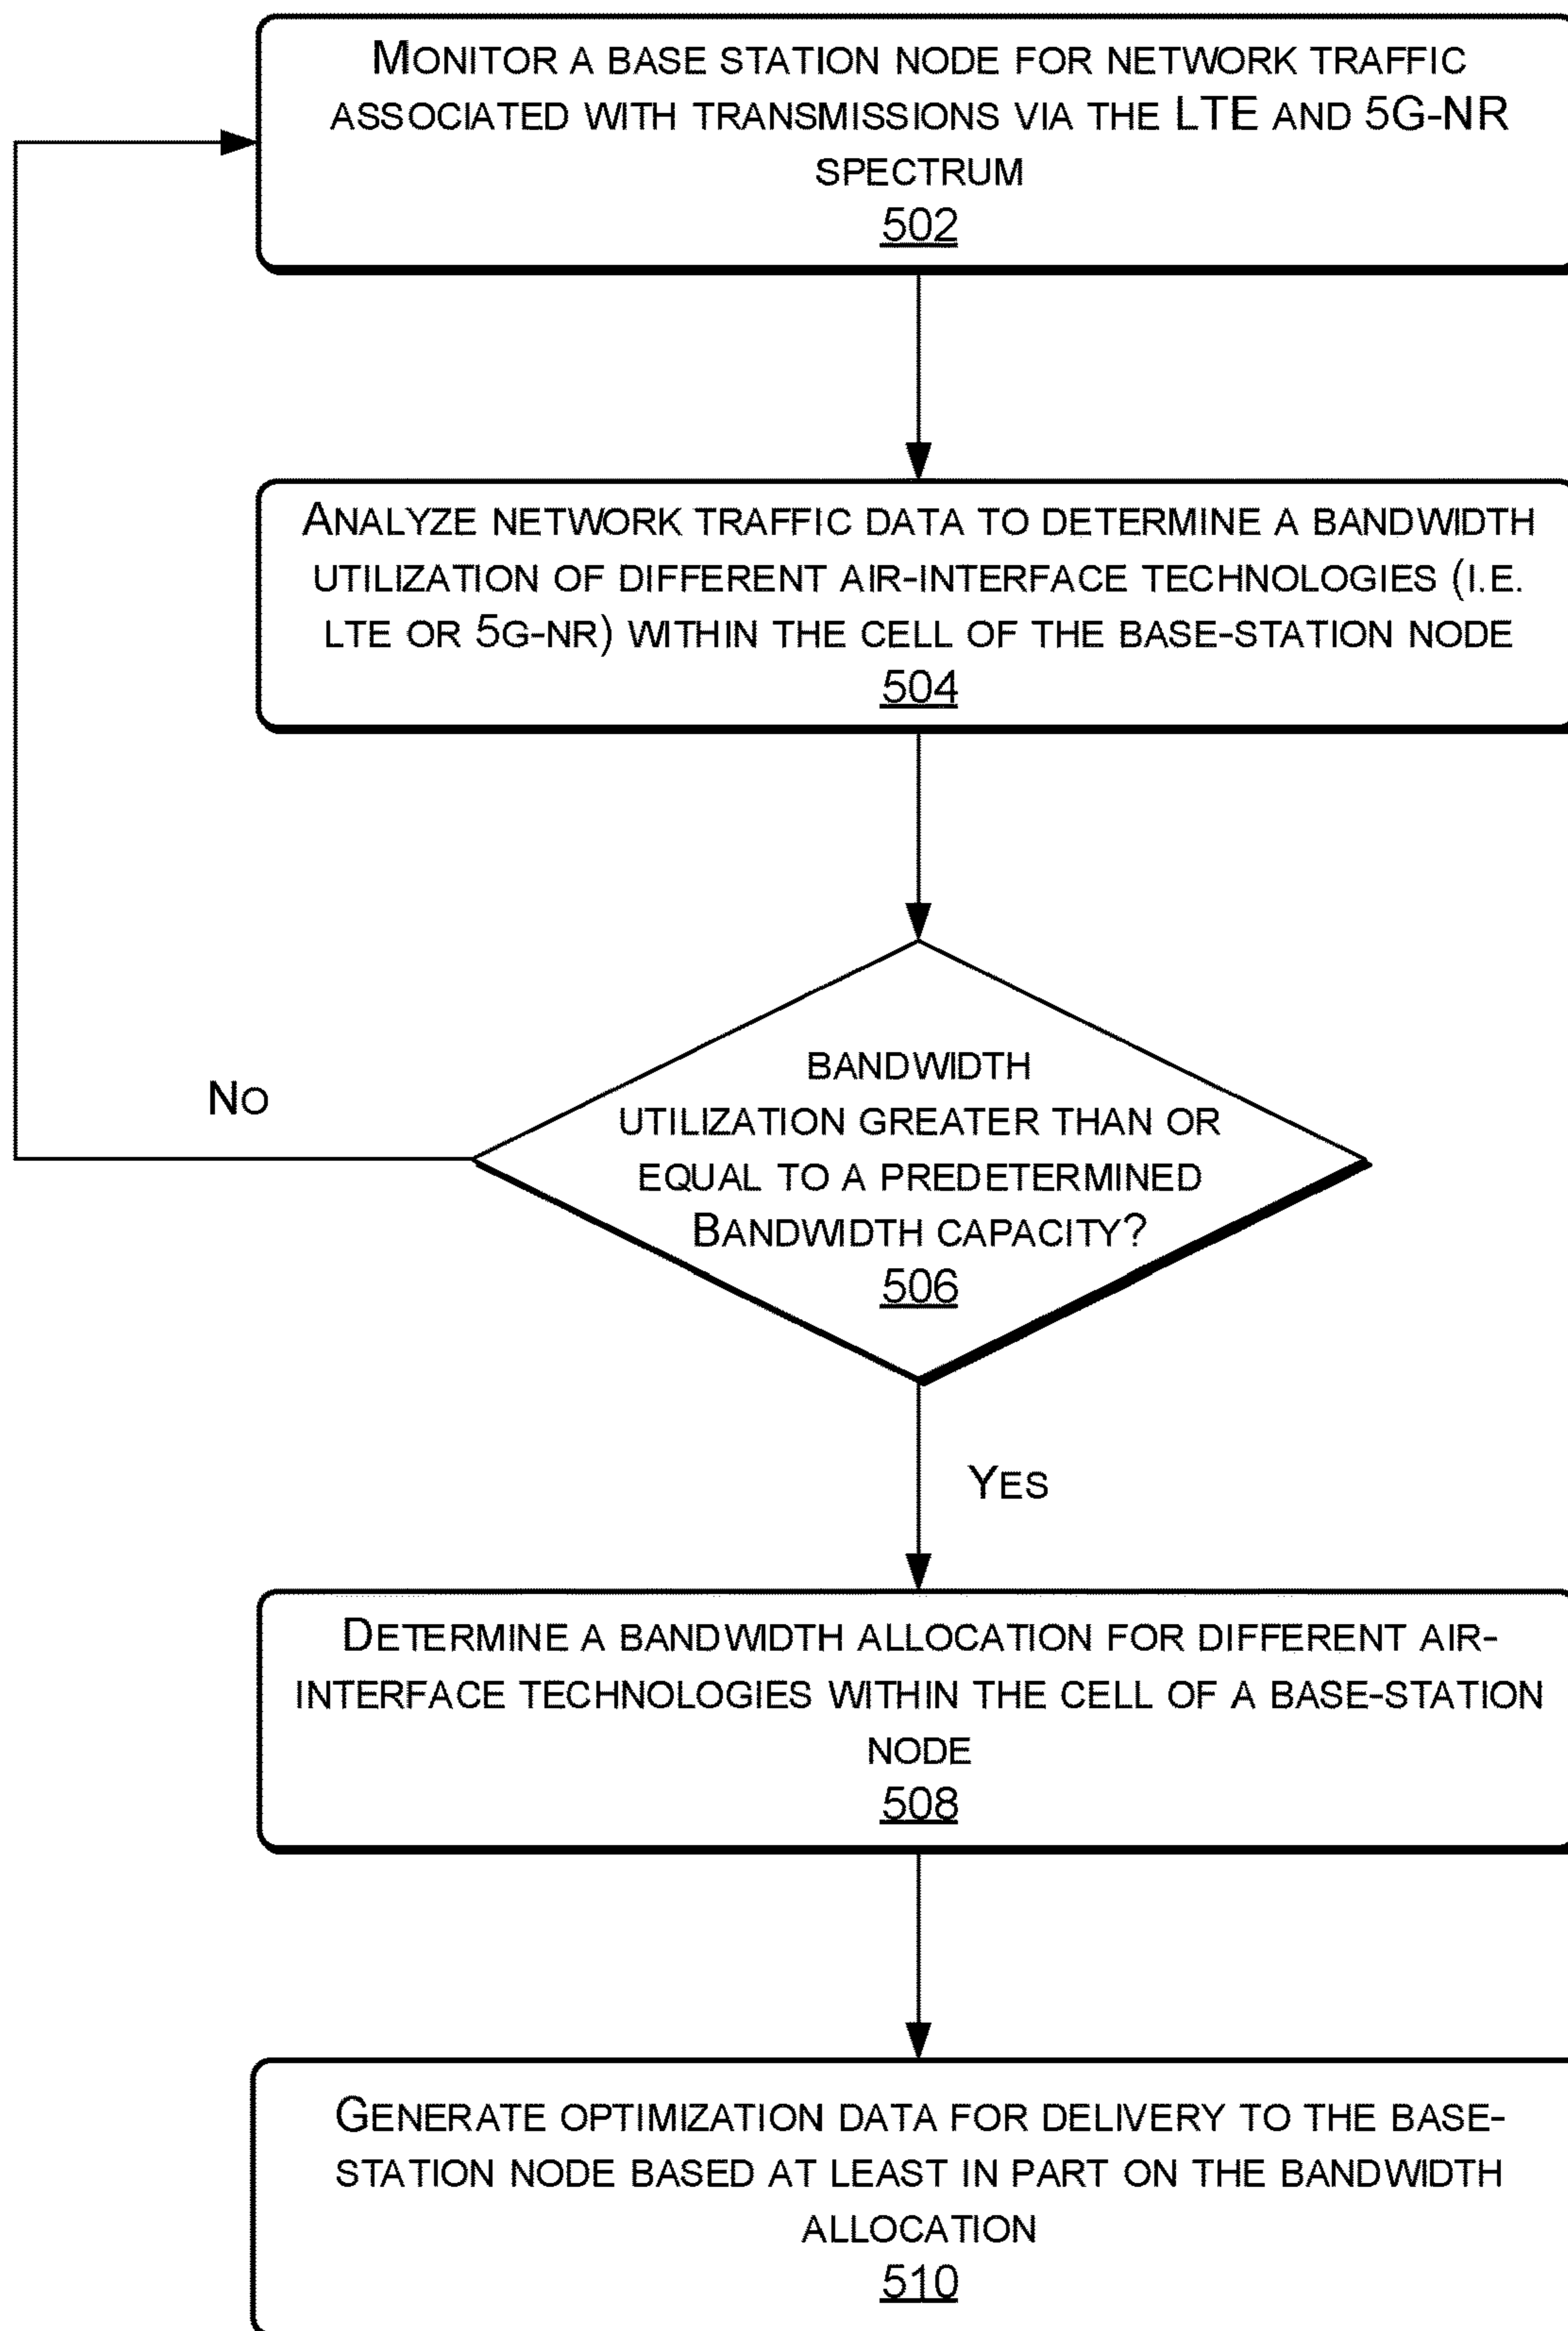 MONITOR A BASE STATION NODE FOR NETWORK TRAFFIC
ASSOCIATED WITH TRANSMISSIONS VIA THE LTE AND 5G-NR
SPECTRUM
502
ANALYZE NETWORK TRAFFIC DATA TO DETERMINE A BANDWIDTH
UTILIZATION OF DIFFERENT AIR-INTERFACE TECHNOLOGIES (I.E.
LTE OR 5G-NR) WITHIN THE CELL OF THE BASE-STATION NODE
504
BANDWIDTH
UTILIZATION GREATER THAN OR
EQUAL TO A PREDETERMINED
BANDWIDTH CAPACITY?
506
NO
YES
DETERMINE A BANDWIDTH ALLOCATION FOR DIFFERENT AIR-
INTERFACE TECHNOLOGIES WITHIN THE CELL OF A BASE-STATION
NODE
508
GENERATE OPTIMIZATION DATA FOR DELIVERY TO THE BASE-
STATION NODE BASED AT LEAST IN PART ON THE BANDWIDTH
ALLOCATION
510